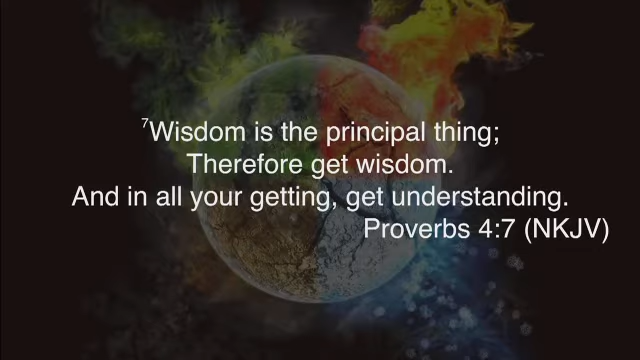 ⁷Wisdom is the principal thing;
Therefore get wisdom.
And in all your getting, get understanding.
Proverbs 4:7 (NKJV)